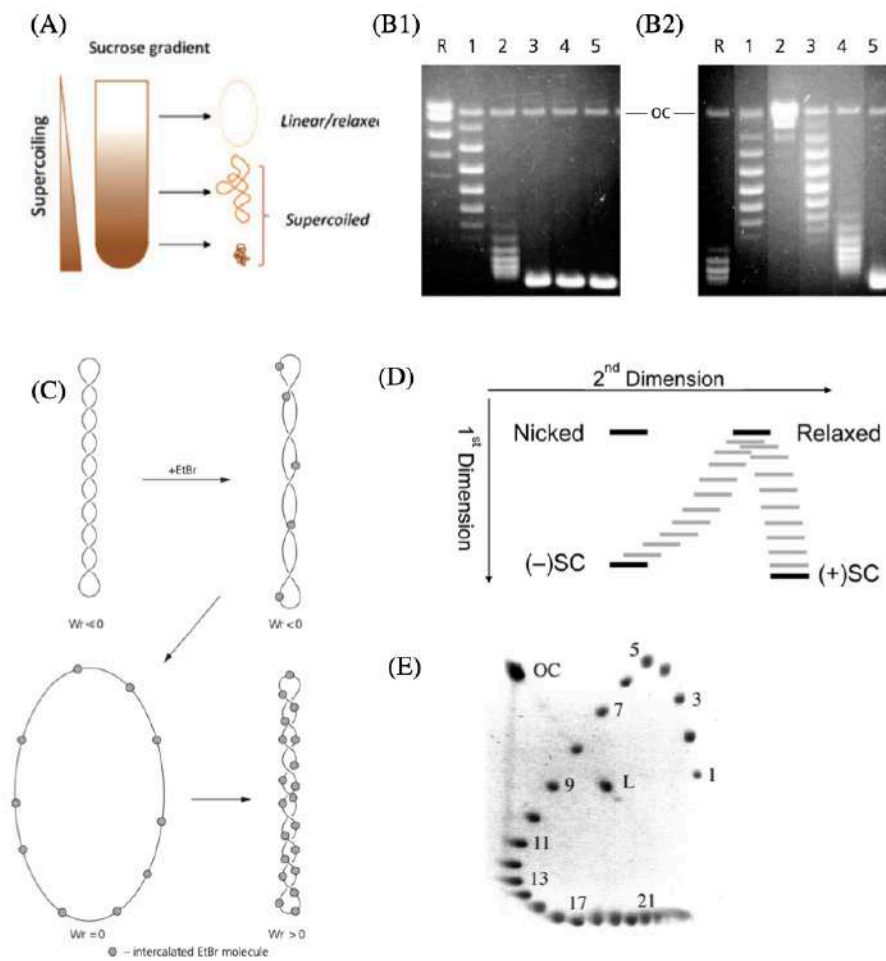 (A)
Sucrose gradient
Supercoiling
Linear/relaxed
Supercoiled
(B1)
R 1 2 3 4 5
OC
(B2)
R 1 2 3 4 5
(C)
+EtBr
Wr≪0
Wr<0
Wr=0
Wr>0
– intercalated EtBr molecule
(D)
2nd Dimension
1st Dimension
Nicked
Relaxed
(–)SC
(+)SC
(E)
OC
5
7
3
9
L
1
11
13
17
21